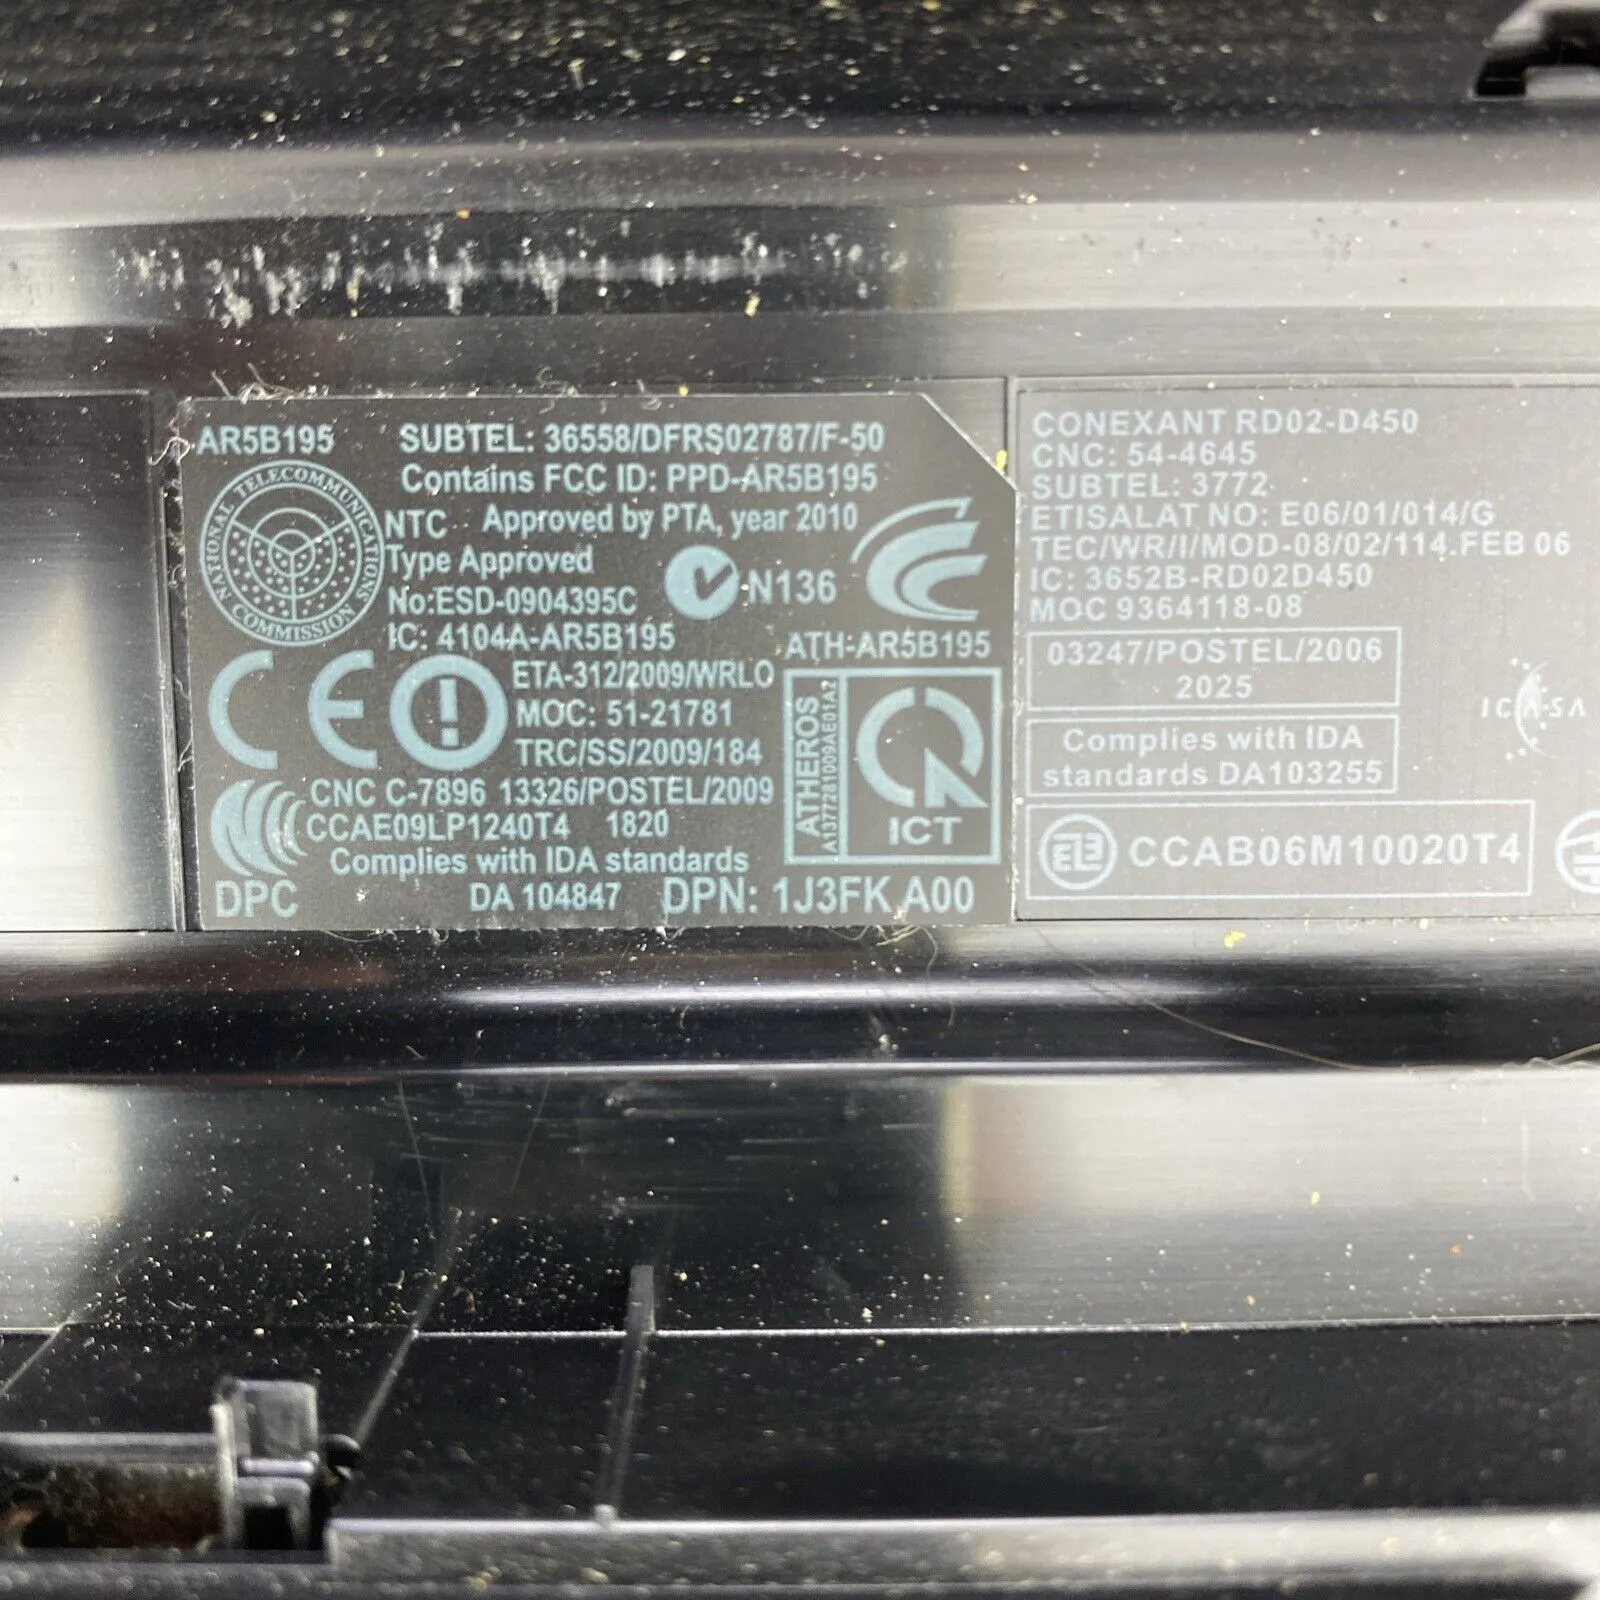 AR5B195
SUBTEL: 36558/DFRS02787/F-50
Contains FCC ID: PPD-AR5B195
NATIONAL TELECOMMUNICATIONS COMMISSION
NTC Approved by PTA, year 2010
Type Approved
No:ESD-0904395C
N136
IC: 4104A-AR5B195
ATH-AR5B195
CE
ETA-312/2009/WRLO
MOC: 51-21781
TRC/SS/2009/184
CNC C-7896 13326/POSTEL/2009
CCAE09LP1240T4 1820
Complies with IDA standards
DPC
DA 104847 DPN: 1J3FK A00
ATHEROS
A1377281009AE01A2
ICT
CONEXANT RD02-D450
CNC: 54-4645
SUBTEL: 3772
ETISALAT NO: E06/01/014/G
TEC/WR/I/MOD-08/02/114.FEB 06
IC: 3652B-RD02D450
MOC 9364118-08
03247/POSTEL/2006
2025
ICASA
Complies with IDA
standards DA103255
CCAB06M10020T4